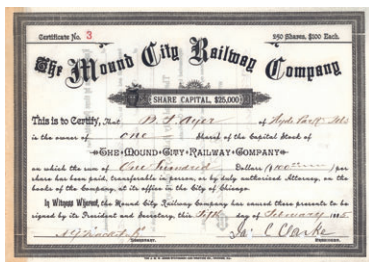 Certificate No. 3
250 Shares, $100 Each.
The Mound City Railway Company
SHARE CAPITAL, $25,000
This is to Certify, That of Hyde Park
is the owner of one Share of the Capital Stock of
THE MOUND CITY RAILWAY COMPANY
on which the sum of One Hundred Dollars per
share has been paid, transferable in person, or by duly authorized Attorney, on the
books of the Company, at its office in the City of Chicago.
In Witness Whereof, the Mound City Railway Company has caused these presents to be
signed by its President and Secretary, this Fifth day of February
Clarke
SECRETARY.
PRESIDENT.